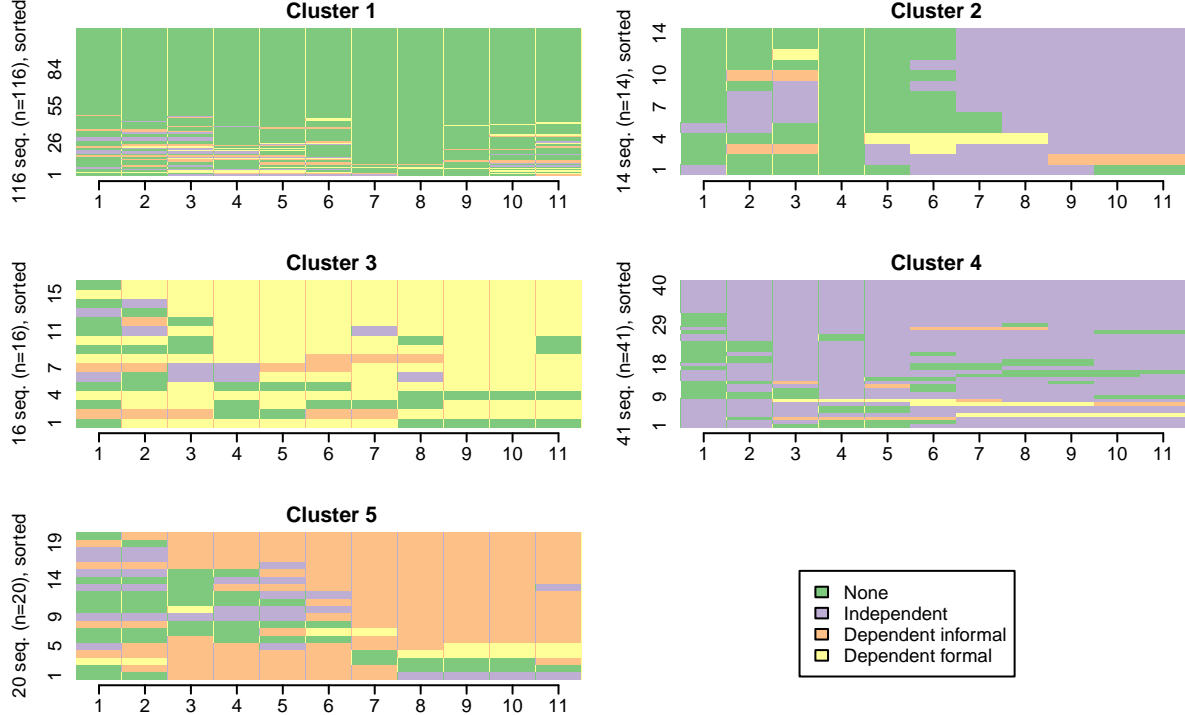 Cluster 1
116 seq. (n=116), sorted
84
55
26
1
1 2 3 4 5 6 7 8 9 10 11
Cluster 2
14 seq. (n=14), sorted
14
10
7
4
1
1 2 3 4 5 6 7 8 9 10 11
Cluster 3
16 seq. (n=16), sorted
15
11
7
4
1
1 2 3 4 5 6 7 8 9 10 11
Cluster 4
41 seq. (n=41), sorted
40
29
18
9
1
1 2 3 4 5 6 7 8 9 10 11
Cluster 5
20 seq. (n=20), sorted
19
14
9
5
1
1 2 3 4 5 6 7 8 9 10 11
None
Independent
Dependent informal
Dependent formal